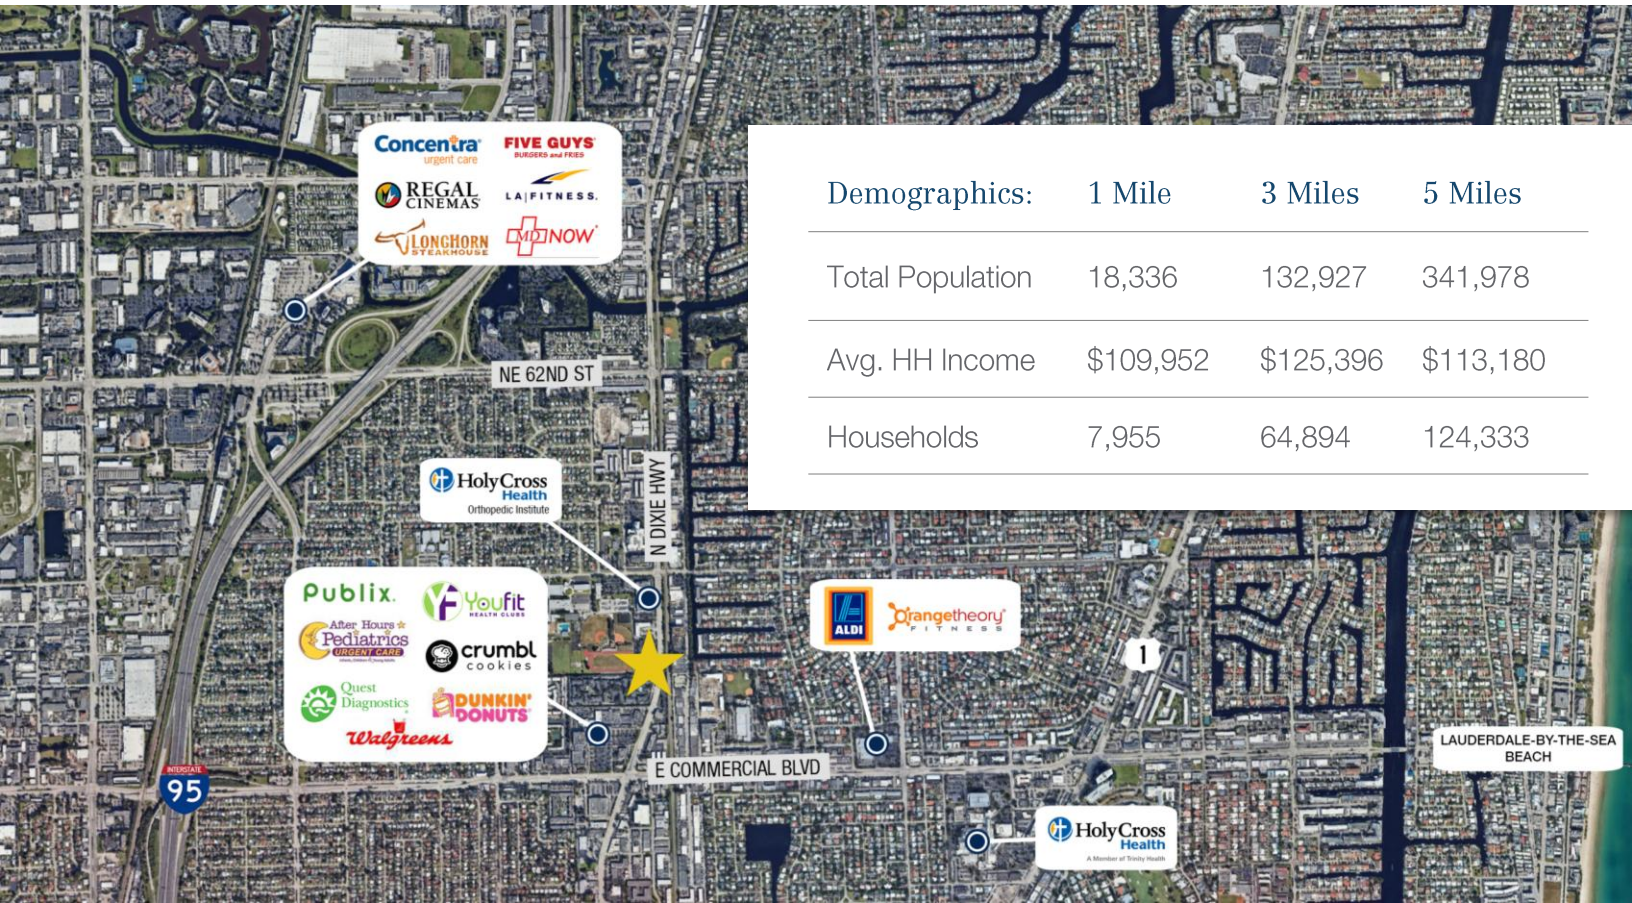 Concentra
urgent care
FIVE GUYS
BURGERS and FRIES
REGAL
CINEMAS
LA|FITNESS.
LONGHORN
STEAKHOUSE
MD NOW
Demographics: 1 Mile 3 Miles 5 Miles
Total Population 18,336 132,927 341,978
Avg. HH Income $109,952 $125,396 $113,180
Households 7,955 64,894 124,333
NE 62ND ST
N DIXIE HWY
HolyCross
Health
Orthopedic Institute
Publix.
YF Youfit
HEALTH CLUBS
After Hours
Pediatrics
URGENT CARE
crumbl
cookies
Quest
Diagnostics
DUNKIN'
DONUTS
Walgreens
ALDI
Orangetheory
FITNESS
1
E COMMERCIAL BLVD
LAUDERDALE-BY-THE-SEA
BEACH
INTERSTATE
95
HolyCross
Health
A Member of Trinity Health